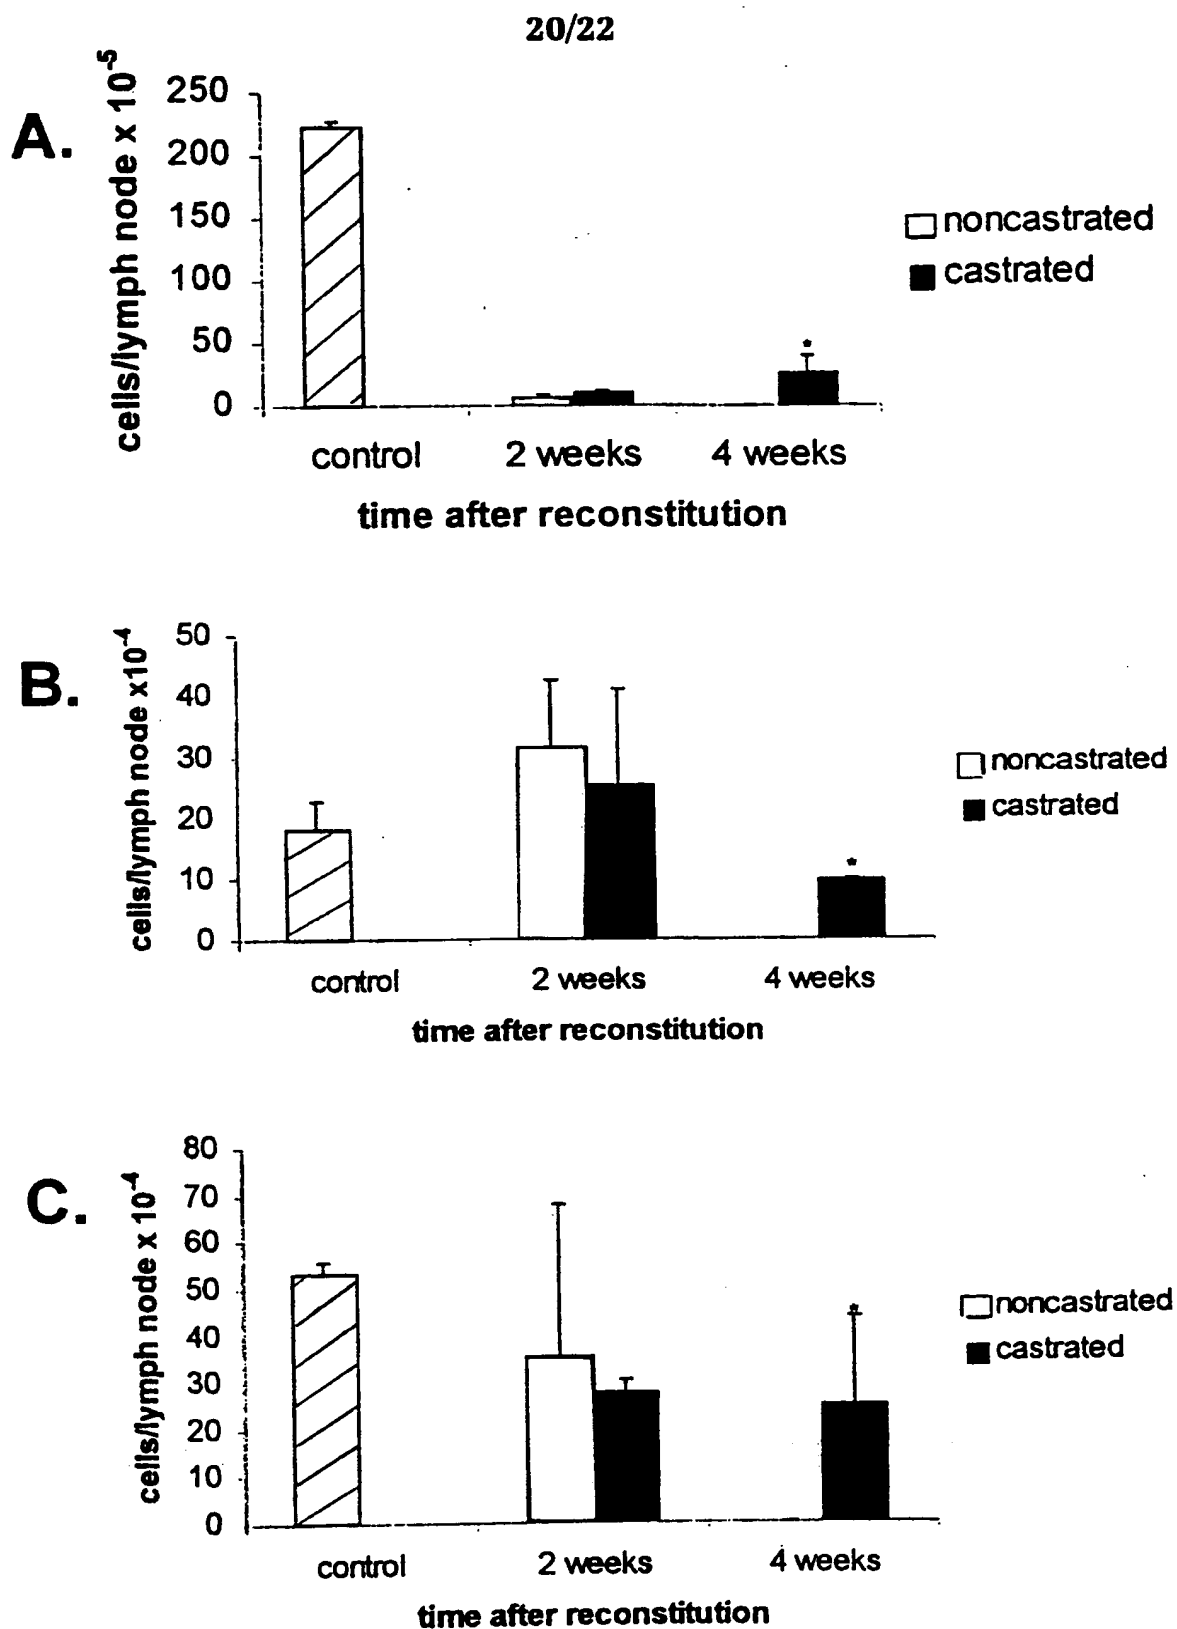 20/22
A.
cells/lymph node x 10⁻⁵
250
200
150
100
50
0
*
noncastrated
castrated
control
2 weeks
4 weeks
time after reconstitution
B.
cells/lymph node x10⁻⁴
50
40
30
20
10
0
*
noncastrated
castrated
control
2 weeks
4 weeks
time after reconstitution
C.
cells/lymph node x 10⁻⁴
80
70
60
50
40
30
20
10
0
*
noncastrated
castrated
control
2 weeks
4 weeks
time after reconstitution